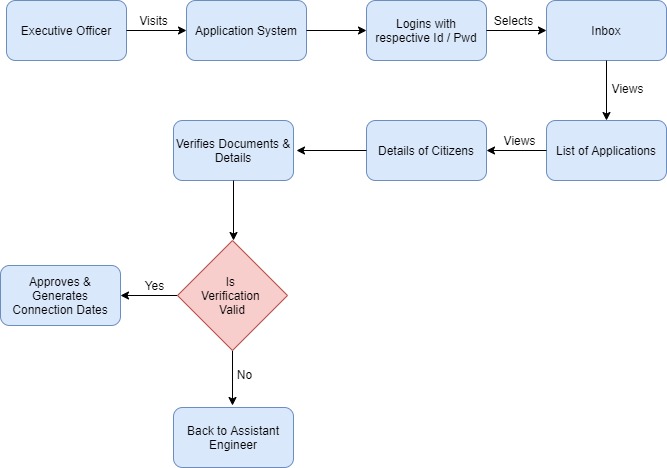 Executive Officer
Visits
Application System
Logins with
respective Id / Pwd
Selects
Inbox
Views
List of Applications
Views
Details of Citizens
Verifies Documents &
Details
Is
Verification
Valid
Yes
Approves &
Generates
Connection Dates
No
Back to Assistant
Engineer